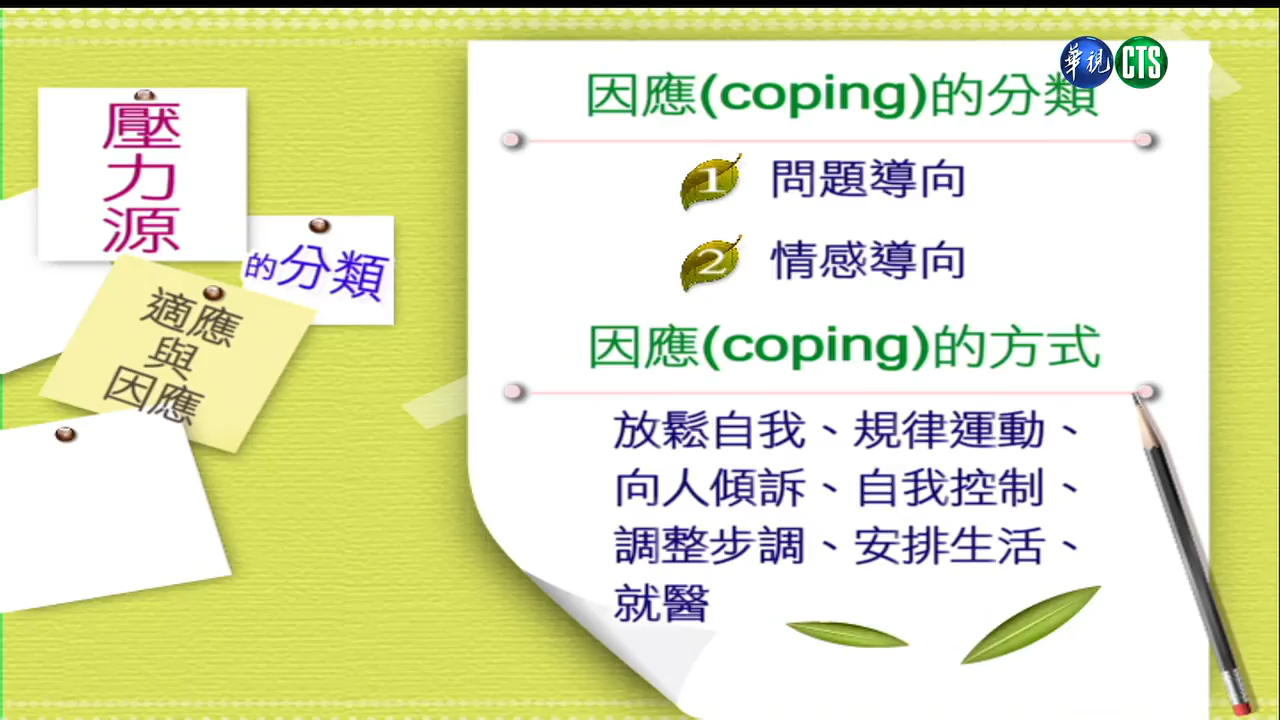 壓
力
源
的分類
適應
與
因應
華視 CTS
因應(coping)的分類
1 問題導向
2 情感導向
因應(coping)的方式
放鬆自我、規律運動、
向人傾訴、自我控制、
調整步調、安排生活、
就醫